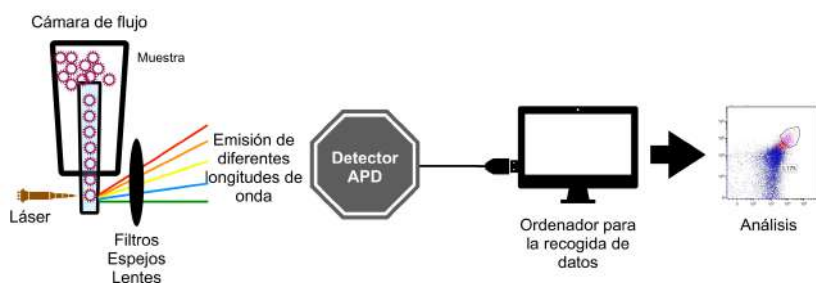 Cámara de flujo
Muestra
Láser
Filtros
Espejos
Lentes
Emisión de
diferentes
longitudes de
onda
Detector
APD
Ordenador para
la recogida de
datos
Análisis